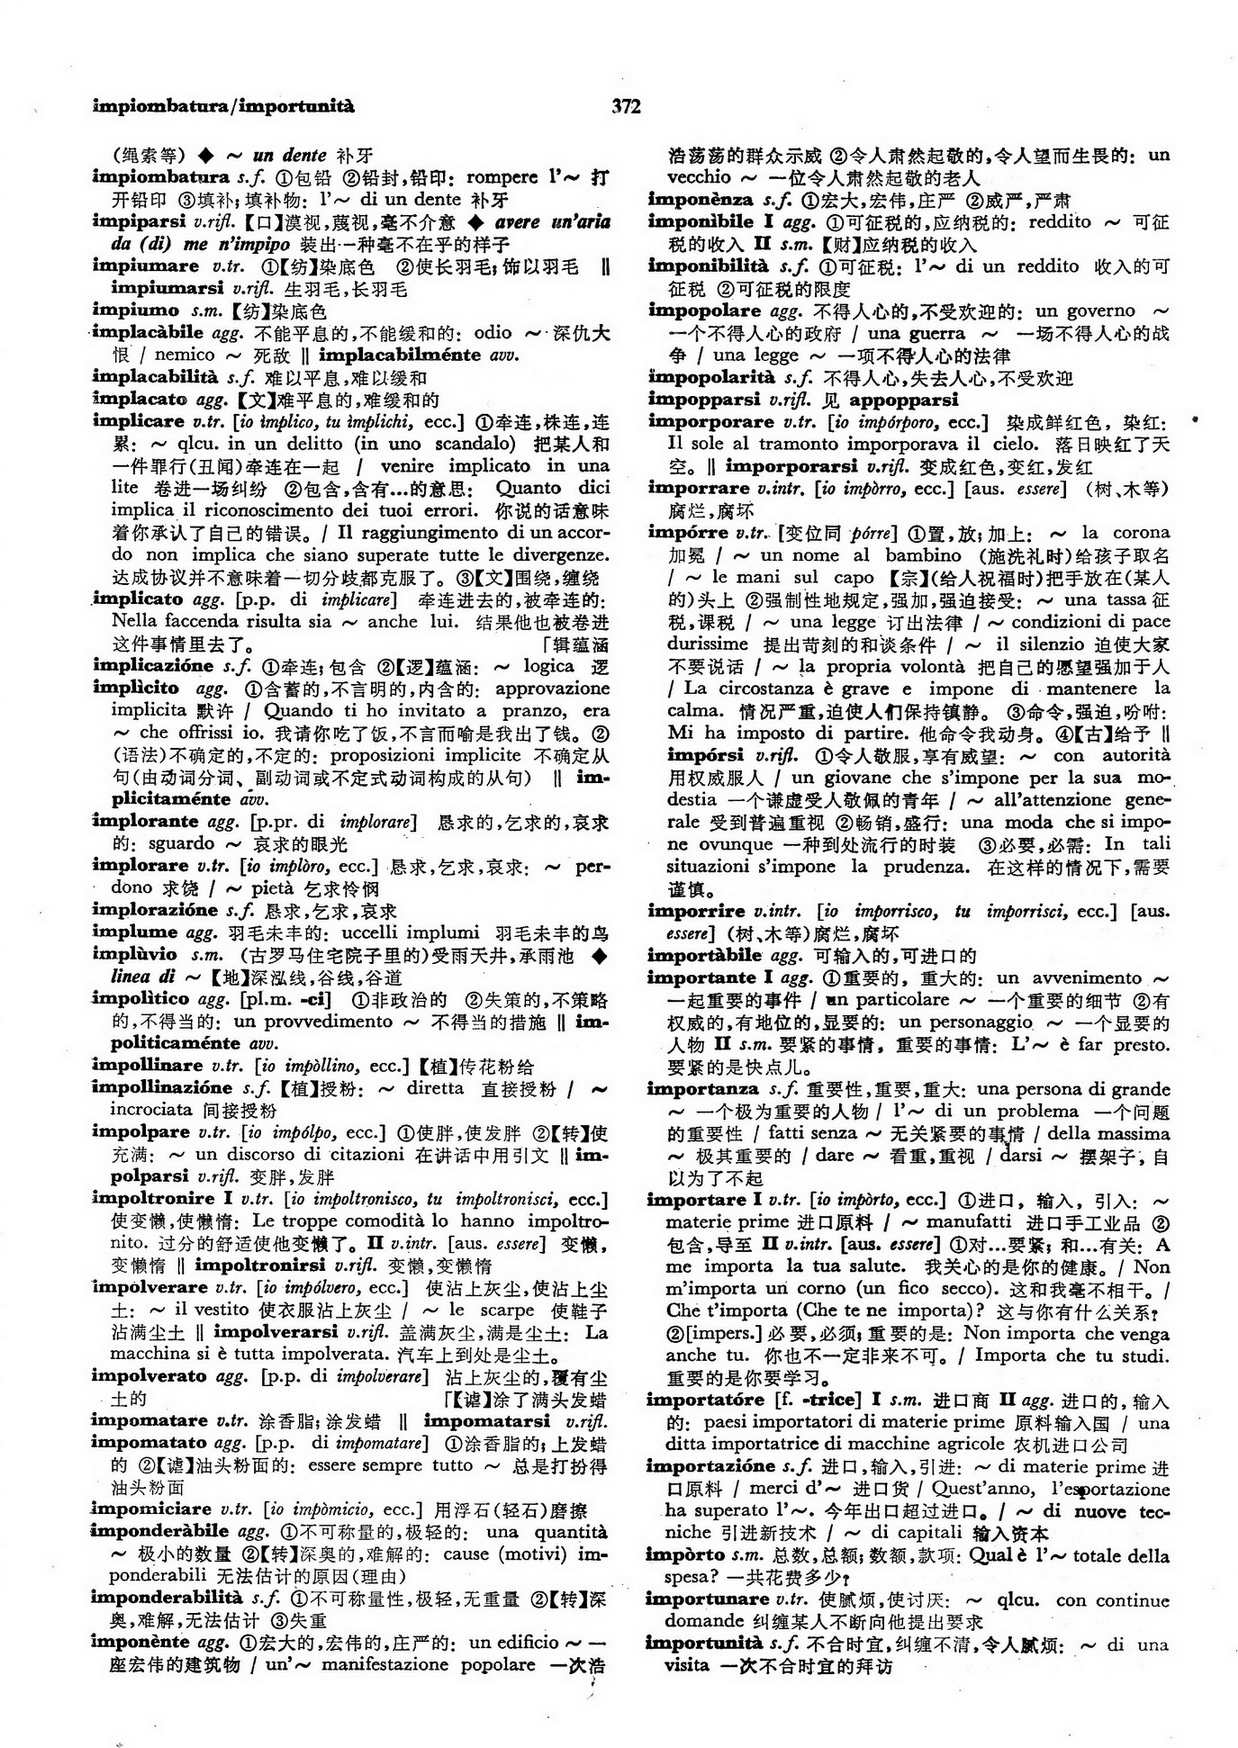 impiombatura/importunità
372
(绳索等) ◆ ~ un dente 补牙
impiombatura s.f. ①包铅 ②铅封,铅印: rompere l'~ 打
开铅印 ③填补;填补物: l'~ di un dente 补牙
impiparsi v.rifl. 【口】漠视,蔑视,毫不介意 ◆ avere un'aria
da (di) me n'impipo 装出一种毫不在乎的样子
impiumare v.tr. ①【纺】染底色 ②使长羽毛;饰以羽毛 ‖
impiumarsi v.rifl. 生羽毛,长羽毛
impiumo s.m. 【纺】染底色
implacàbile agg. 不能平息的,不能缓和的: odio ~ 深仇大
恨 / nemico ~ 死敌 ‖ implacabilménte avv.
implacabilità s.f. 难以平息,难以缓和
implacato agg. 【文】难平息的,难缓和的
implicare v.tr. [io ìmplico, tu ìmplichi, ecc.] ①牵连,株连,连
累: ~ qlcu. in un delitto (in uno scandalo) 把某人和
一件罪行(丑闻)牵连在一起 / venire implicato in una
lite 卷进一场纠纷 ②包含,含有…的意思: Quanto dici
implica il riconoscimento dei tuoi errori. 你说的话意味
着你承认了自己的错误。/ Il raggiungimento di un accor-
do non implica che siano superate tutte le divergenze.
达成协议并不意味着一切分歧都克服了。③【文】围绕,缠绕
implicato agg. [p.p. di implicare] 牵连进去的,被牵连的:
Nella faccenda risulta sia ~ anche lui. 结果他也被卷进
这件事情里去了。 「辑蕴涵
implicazióne s.f. ①牵连;包含 ②【逻】蕴涵: ~ logica 逻
implìcito agg. ①含蓄的,不言明的,内含的: approvazione
implicita 默许 / Quando ti ho invitato a pranzo, era
~ che offrissi io. 我请你吃了饭,不言而喻是我出了钱。②
(语法)不确定的,不定的: proposizioni implicite 不确定从
句(由动词分词、副动词或不定式动词构成的从句) ‖ im-
plicitaménte avv.
implorante agg. [p.pr. di implorare] 恳求的,乞求的,哀求
的: sguardo ~ 哀求的眼光
implorare v.tr. [io implòro, ecc.] 恳求,乞求,哀求: ~ per-
dono 求饶 / ~ pietà 乞求怜悯
implorazióne s.f. 恳求,乞求,哀求
implume agg. 羽毛未丰的: uccelli implumi 羽毛未丰的鸟
implùvio s.m. (古罗马住宅院子里的)受雨天井,承雨池 ◆
linea di ~ 【地】深泓线,谷线,谷道
impolìtico agg. [pl.m. -ci] ①非政治的 ②失策的,不策略
的,不得当的: un provvedimento ~ 不得当的措施 ‖ im-
politicaménte avv.
impollinare v.tr. [io impòllino, ecc.] 【植】传花粉给
impollinazióne s.f. 【植】授粉: ~ diretta 直接授粉 / ~
incrociata 间接授粉
impolpare v.tr. [io impólpo, ecc.] ①使胖,使发胖 ②【转】使
充满: ~ un discorso di citazioni 在讲话中用引文 ‖ im-
polparsi v.rifl. 变胖,发胖
impoltronire I v.tr. [io impoltronisco, tu impoltronisci, ecc.]
使变懒,使懒惰: Le troppe comodità lo hanno impoltro-
nito. 过分的舒适使他变懒了。II v.intr. [aus. essere] 变懒,
变懒惰 ‖ impoltronirsi v.rifl. 变懒,变懒惰
impolverare v.tr. [io impólvero, ecc.] 使沾上灰尘,使沾上尘
土: ~ il vestito 使衣服沾上灰尘 / ~ le scarpe 使鞋子
沾满尘土 ‖ impolverarsi v.rifl. 盖满灰尘,满是尘土: La
macchina si è tutta impolverata. 汽车上到处是尘土。
impolverato agg. [p.p. di impolverare] 沾上灰尘的,覆有尘
土的 「【谑】涂了满头发蜡
impomatare v.tr. 涂香脂;涂发蜡 ‖ impomatarsi v.rifl.
impomatato agg. [p.p. di impomatare] ①涂香脂的;上发蜡
的 ②【谑】油头粉面的: essere sempre tutto ~ 总是打扮得
油头粉面
impomiciare v.tr. [io impòmicio, ecc.] 用浮石(轻石)磨擦
imponderàbile agg. ①不可称量的,极轻的: una quantità
~ 极小的数量 ②【转】深奥的,难解的: cause (motivi) im-
ponderabili 无法估计的原因(理由)
imponderabilità s.f. ①不可称量性,极轻,无重量 ②【转】深
奥,难解,无法估计 ③失重
imponènte agg. ①宏大的,宏伟的,庄严的: un edificio ~ 一
座宏伟的建筑物 / un'~ manifestazione popolare 一次浩
浩荡荡的群众示威 ②令人肃然起敬的,令人望而生畏的: un
vecchio ~ 一位令人肃然起敬的老人
imponènza s.f. ①宏大,宏伟,庄严 ②威严,严肃
imponìbile I agg. ①可征税的,应纳税的: reddito ~ 可征
税的收入 II s.m. 【财】应纳税的收入
imponibilità s.f. ①可征税: l'~ di un reddito 收入的可
征税 ②可征税的限度
impopolare agg. 不得人心的,不受欢迎的: un governo ~
一个不得人心的政府 / una guerra ~ 一场不得人心的战
争 / una legge ~ 一项不得人心的法律
impopolarità s.f. 不得人心,失去人心,不受欢迎
impopparsi v.rifl. 见 appopparsi
imporporare v.tr. [io impórporo, ecc.] 染成鲜红色, 染红:
Il sole al tramonto imporporava il cielo. 落日映红了天
空。‖ imporporarsi v.rifl. 变成红色,变红,发红
imporrare v.intr. [io impòrro, ecc.] [aus. essere] (树、木等)
腐烂,腐坏
impórre v.tr. [变位同 pórre] ①置,放;加上: ~ la corona
加冕 / ~ un nome al bambino (施洗礼时)给孩子取名
/ ~ le mani sul capo 【宗】(给人祝福时)把手放在(某人
的)头上 ②强制性地规定,强加,强迫接受: ~ una tassa 征
税,课税 / ~ una legge 订出法律 / ~ condizioni di pace
durissime 提出苛刻的和谈条件 / ~ il silenzio 迫使大家
不要说话 / ~ la propria volontà 把自己的愿望强加于人
/ La circostanza è grave e impone di mantenere la
calma. 情况严重,迫使人们保持镇静。③命令,强迫,吩咐:
Mi ha imposto di partire. 他命令我动身。④【古】给予 ‖
impórsi v.rifl. ①令人敬服,享有威望: ~ con autorità
用权威服人 / un giovane che s'impone per la sua mo-
destia 一个谦虚受人敬佩的青年 / ~ all'attenzione gene-
rale 受到普遍重视 ②畅销,盛行: una moda che si impo-
ne ovunque 一种到处流行的时装 ③必要,必需: In tali
situazioni s'impone la prudenza. 在这样的情况下,需要
谨慎。
imporrire v.intr. [io imporrisco, tu imporrisci, ecc.] [aus.
essere] (树、木等)腐烂,腐坏
importàbile agg. 可输入的,可进口的
importante I agg. ①重要的, 重大的: un avvenimento ~
一起重要的事件 / un particolare ~ 一个重要的细节 ②有
权威的,有地位的,显要的: un personaggio ~ 一个显要的
人物 II s.m. 要紧的事情, 重要的事情: L'~ è far presto.
要紧的是快点儿。
importanza s.f. 重要性,重要,重大: una persona di grande
~ 一个极为重要的人物 / l'~ di un problema 一个问题
的重要性 / fatti senza ~ 无关紧要的事情 / della massima
~ 极其重要的 / dare ~ 看重,重视 / darsi ~ 摆架子, 自
以为了不起
importare I v.tr. [io impòrto, ecc.] ①进口, 输入, 引入: ~
materie prime 进口原料 / ~ manufatti 进口手工业品 ②
包含,导至 II v.intr. [aus. essere] ①对…要紧; 和…有关: A
me importa la tua salute. 我关心的是你的健康。/ Non
m'importa un corno (un fico secco). 这和我毫不相干。/
Che t'importa (Che te ne importa)? 这与你有什么关系?
②[impers.] 必要,必须;重要的是: Non importa che venga
anche tu. 你也不一定非来不可。/ Importa che tu studi.
重要的是你要学习。
importatóre [f. -trice] I s.m. 进口商 II agg. 进口的, 输入
的: paesi importatori di materie prime 原料输入国 / una
ditta importatrice di macchine agricole 农机进口公司
importazióne s.f. 进口,输入,引进: ~ di materie prime 进
口原料 / merci d'~ 进口货 / Quest'anno, l'esportazione
ha superato l'~. 今年出口超过进口。/ ~ di nuove tec-
niche 引进新技术 / ~ di capitali 输入资本
impòrto s.m. 总数,总额;数额,款项: Qual è l'~ totale della
spesa? 一共花费多少?
importunare v.tr. 使腻烦,使讨厌: ~ qlcu. con continue
domande 纠缠某人不断向他提出要求
importunità s.f. 不合时宜,纠缠不清,令人腻烦: ~ di una
visita 一次不合时宜的拜访